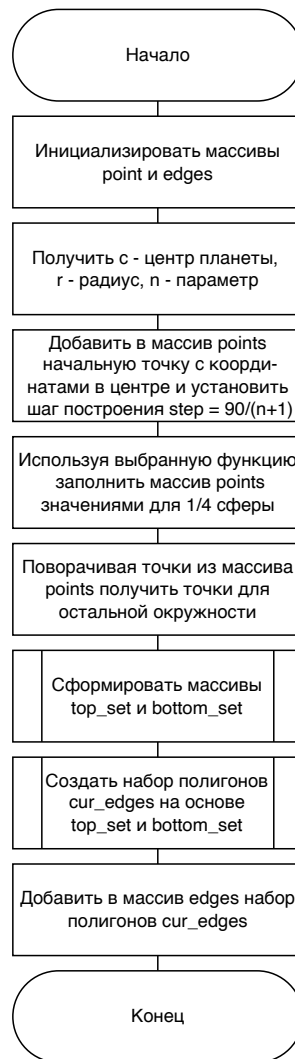 Начало
Инициализировать массивы
point и edges
Получить c - центр планеты,
r - радиус, n - параметр
Добавить в массив points
начальную точку с коорди-
натами в центре и установить
шаг построения step = 90/(n+1)
Используя выбранную функцию
заполнить массив points
значениями для 1/4 сферы
Поворачивая точки из массива
points получить точки для
остальной окружности
Сформировать массивы
top_set и bottom_set
Создать набор полигонов
cur_edges на основе
top_set и bottom_set
Добавить в массив edges набор
полигонов cur_edges
Конец